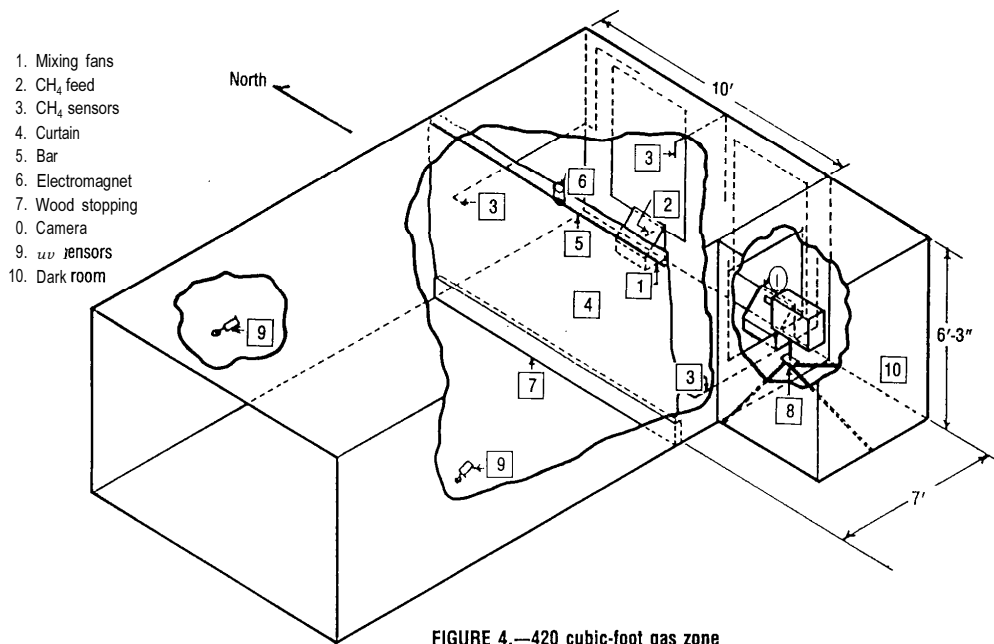 1. Mixing fans
2. CH₄ feed
3. CH₄ sensors
4. Curtain
5. Bar
6. Electromagnet
7. Wood stopping
0. Camera
9. uv ensors
10. Dark room
North
10′
3
6
2
3
5
1
4
9
6′-3″
3
10
7
8
9
7′
FIGURE 4.—420 cubic-foot gas zone